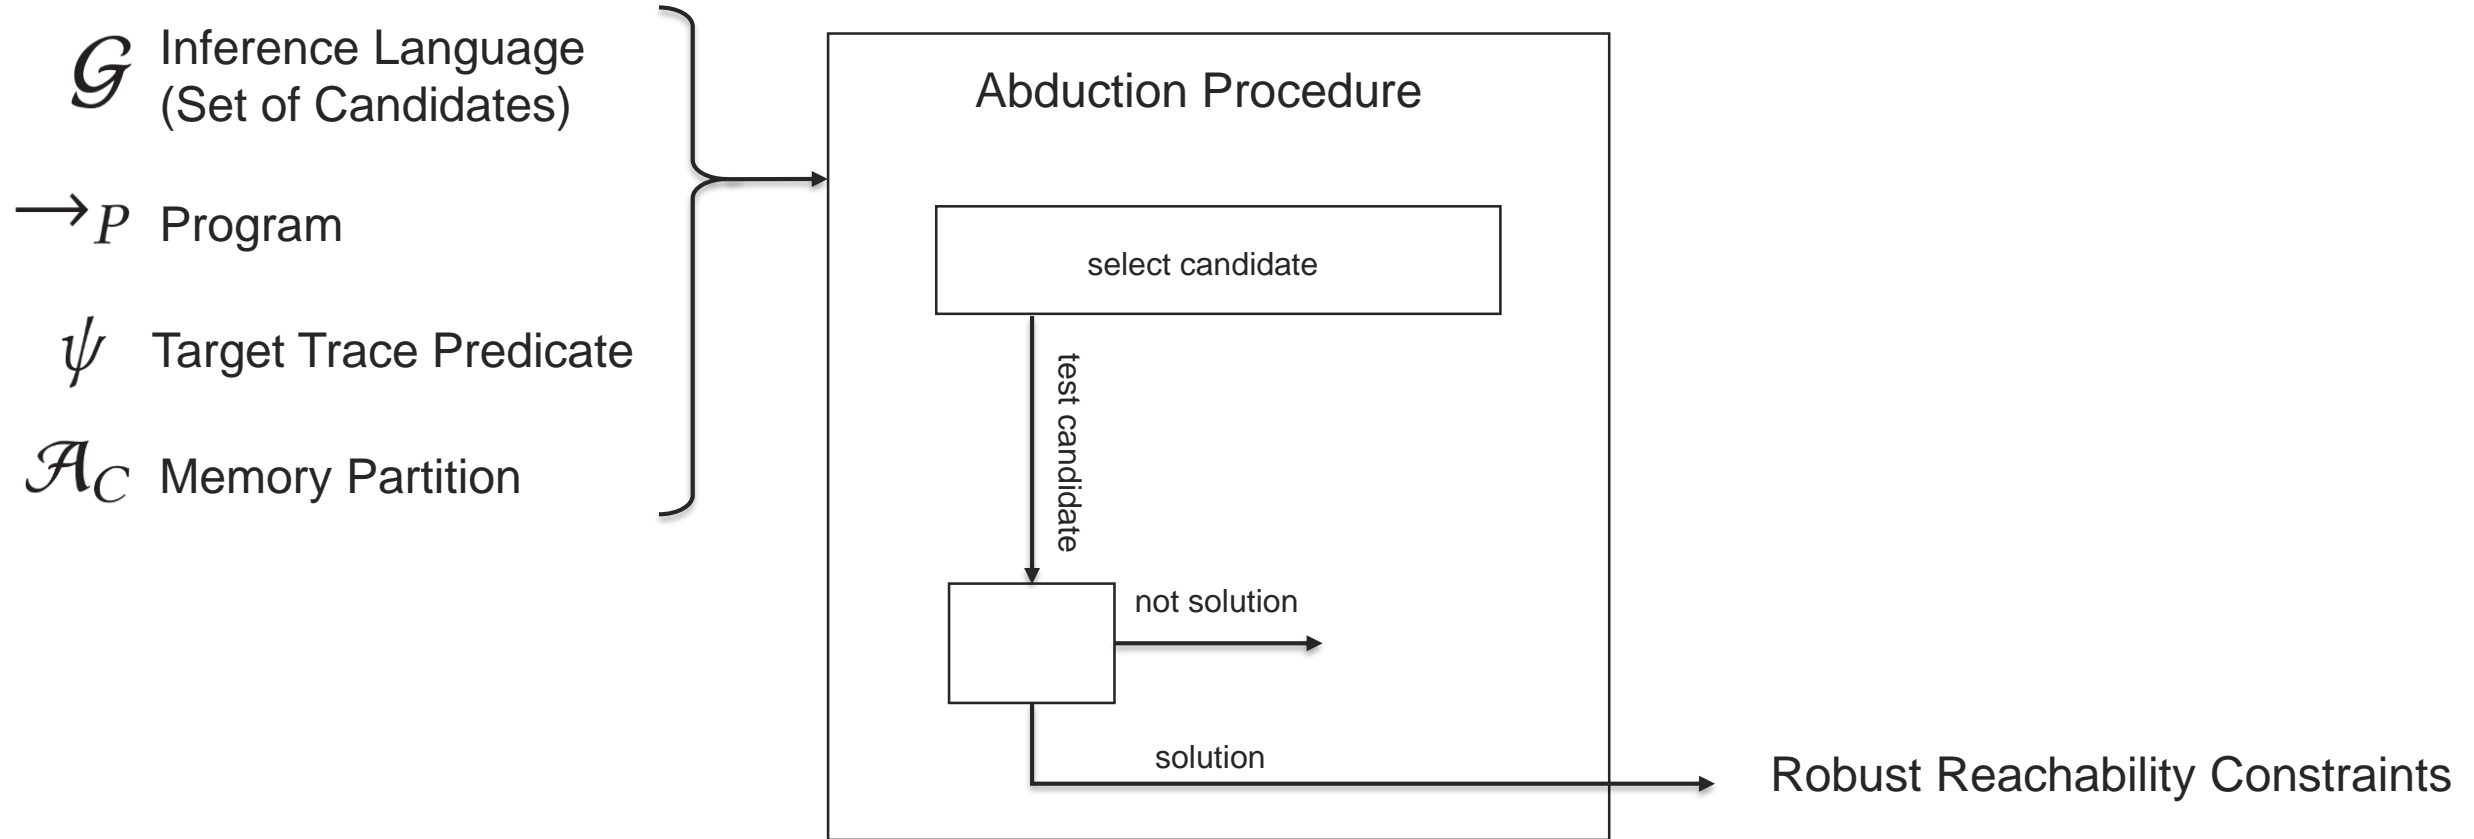 𝒢 Inference Language
(Set of Candidates)
→P Program
ψ Target Trace Predicate
𝒜C Memory Partition
Abduction Procedure
select candidate
test candidate
not solution
solution
Robust Reachability Constraints